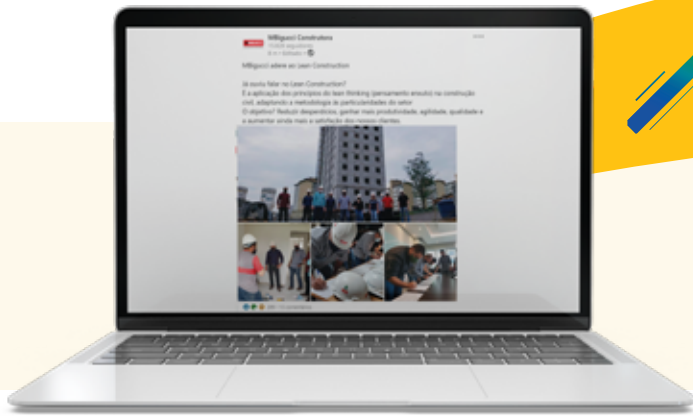 MBigucci Construtora
MBigucci adere ao Lean Construction
Já ouviu falar no Lean Construction?
É a aplicação dos princípios do lean thinking (pensamento enxuto) na construção
civil, adaptando a metodologia às particularidades do setor.
O objetivo? Reduzir desperdícios, ganhar mais produtividade, agilidade, qualidade e
a aumentar ainda mais a satisfação dos nossos clientes.